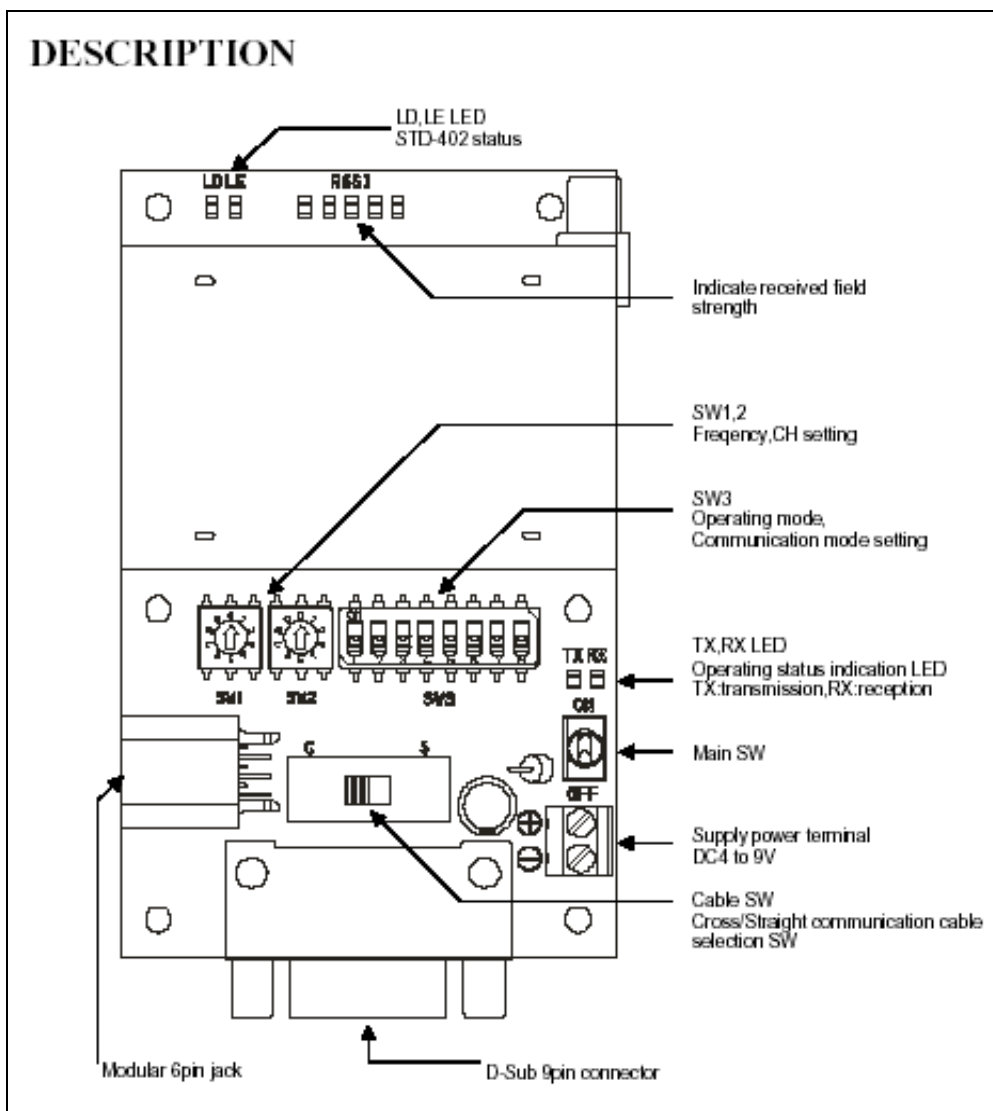 DESCRIPTION
LD,LE LED
STD-402 status
LD LE
RSSI
Indicate received field
strength
SW1,2
Freqency,CH setting
SW3
Operating mode,
Communication mode setting
TX RX
TX,RX LED
Operating status indication LED
TX:transmission,RX:reception
SW1
SW2
SW3
ON
C
S
Main SW
OFF
Supply power terminal
DC4 to 9V
Cable SW
Cross/Straight communication cable
selection SW
Modular 6pin jack
D-Sub 9pin connector